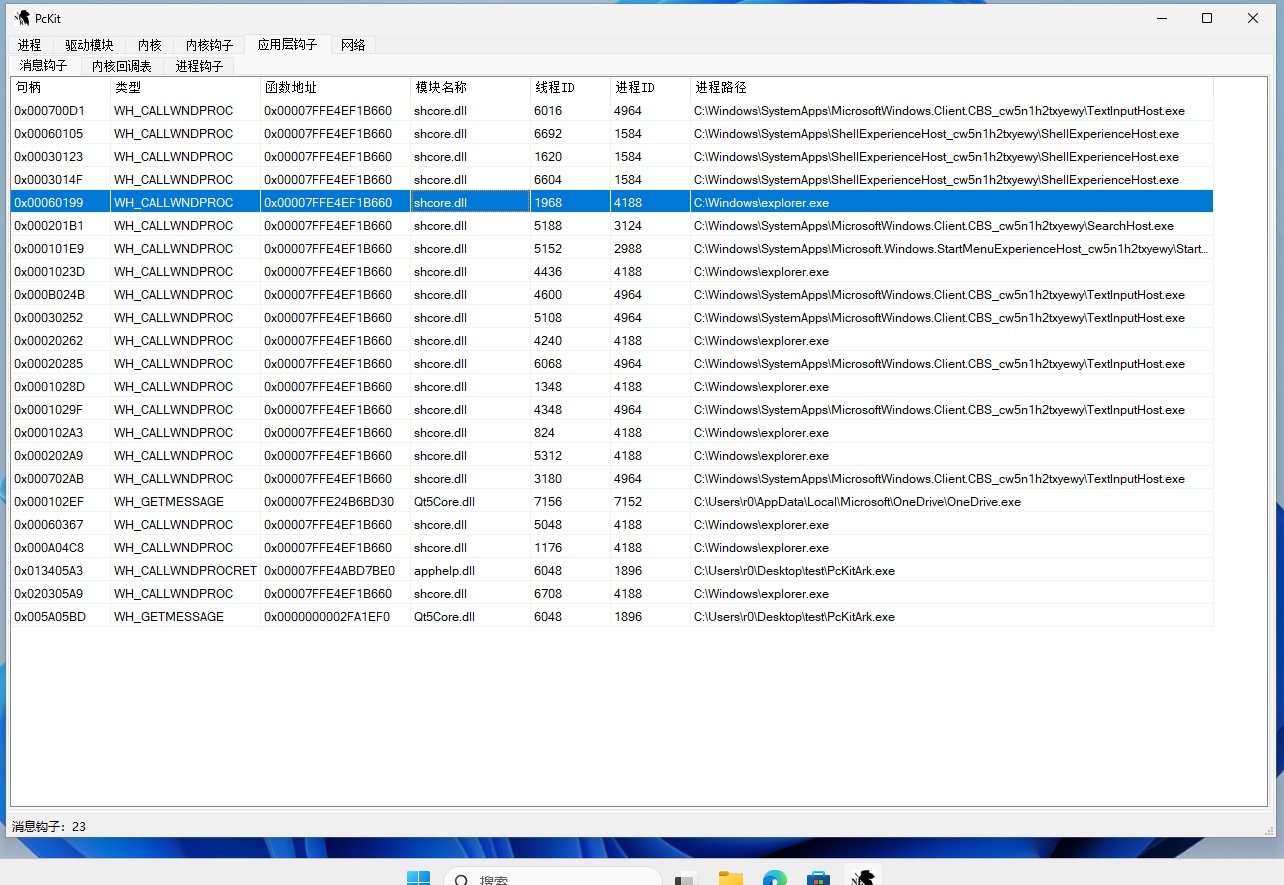 PcKit
进程 驱动模块 内核 内核钩子 应用层钩子 网络
消息钩子 内核回调表 进程钩子
句柄 类型 函数地址 模块名称 线程ID 进程ID 进程路径
0x000700D1 WH_CALLWNDPROC 0x00007FFE4EF1B660 shcore.dll 6016 4964 C:\Windows\SystemApps\MicrosoftWindows.Client.CBS_cw5n1h2txyewy\TextInputHost.exe
0x00060105 WH_CALLWNDPROC 0x00007FFE4EF1B660 shcore.dll 6692 1584 C:\Windows\SystemApps\ShellExperienceHost_cw5n1h2txyewy\ShellExperienceHost.exe
0x00030123 WH_CALLWNDPROC 0x00007FFE4EF1B660 shcore.dll 1620 1584 C:\Windows\SystemApps\ShellExperienceHost_cw5n1h2txyewy\ShellExperienceHost.exe
0x0003014F WH_CALLWNDPROC 0x00007FFE4EF1B660 shcore.dll 6604 1584 C:\Windows\SystemApps\ShellExperienceHost_cw5n1h2txyewy\ShellExperienceHost.exe
0x00060199 WH_CALLWNDPROC 0x00007FFE4EF1B660 shcore.dll 1968 4188 C:\Windows\explorer.exe
0x000201B1 WH_CALLWNDPROC 0x00007FFE4EF1B660 shcore.dll 5188 3124 C:\Windows\SystemApps\MicrosoftWindows.Client.CBS_cw5n1h2txyewy\SearchHost.exe
0x000101E9 WH_CALLWNDPROC 0x00007FFE4EF1B660 shcore.dll 5152 2988 C:\Windows\SystemApps\Microsoft.Windows.StartMenuExperienceHost_cw5n1h2txyewy\Start...
0x0001023D WH_CALLWNDPROC 0x00007FFE4EF1B660 shcore.dll 4436 4188 C:\Windows\explorer.exe
0x000B024B WH_CALLWNDPROC 0x00007FFE4EF1B660 shcore.dll 4600 4964 C:\Windows\SystemApps\MicrosoftWindows.Client.CBS_cw5n1h2txyewy\TextInputHost.exe
0x00030252 WH_CALLWNDPROC 0x00007FFE4EF1B660 shcore.dll 5108 4964 C:\Windows\SystemApps\MicrosoftWindows.Client.CBS_cw5n1h2txyewy\TextInputHost.exe
0x00020262 WH_CALLWNDPROC 0x00007FFE4EF1B660 shcore.dll 4240 4188 C:\Windows\explorer.exe
0x00020285 WH_CALLWNDPROC 0x00007FFE4EF1B660 shcore.dll 6068 4964 C:\Windows\SystemApps\MicrosoftWindows.Client.CBS_cw5n1h2txyewy\TextInputHost.exe
0x0001028D WH_CALLWNDPROC 0x00007FFE4EF1B660 shcore.dll 1348 4188 C:\Windows\explorer.exe
0x0001029F WH_CALLWNDPROC 0x00007FFE4EF1B660 shcore.dll 4348 4964 C:\Windows\SystemApps\MicrosoftWindows.Client.CBS_cw5n1h2txyewy\TextInputHost.exe
0x000102A3 WH_CALLWNDPROC 0x00007FFE4EF1B660 shcore.dll 824 4188 C:\Windows\explorer.exe
0x000202A9 WH_CALLWNDPROC 0x00007FFE4EF1B660 shcore.dll 5312 4188 C:\Windows\explorer.exe
0x000702AB WH_CALLWNDPROC 0x00007FFE4EF1B660 shcore.dll 3180 4964 C:\Windows\SystemApps\MicrosoftWindows.Client.CBS_cw5n1h2txyewy\TextInputHost.exe
0x000102EF WH_GETMESSAGE 0x00007FFE24B6BD30 Qt5Core.dll 7156 7152 C:\Users\r0\AppData\Local\Microsoft\OneDrive\OneDrive.exe
0x00060367 WH_CALLWNDPROC 0x00007FFE4EF1B660 shcore.dll 5048 4188 C:\Windows\explorer.exe
0x000A04C8 WH_CALLWNDPROC 0x00007FFE4EF1B660 shcore.dll 1176 4188 C:\Windows\explorer.exe
0x013405A3 WH_CALLWNDPROCRET 0x00007FFE4ABD7BE0 apphelp.dll 6048 1896 C:\Users\r0\Desktop\test\PcKitArk.exe
0x020305A9 WH_CALLWNDPROC 0x00007FFE4EF1B660 shcore.dll 6708 4188 C:\Windows\explorer.exe
0x005A05BD WH_GETMESSAGE 0x0000000002FA1EF0 Qt5Core.dll 6048 1896 C:\Users\r0\Desktop\test\PcKitArk.exe
消息钩子：23
搜索